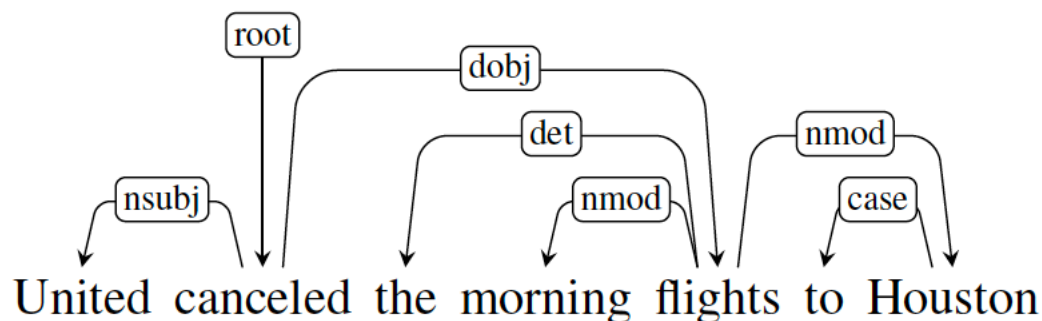 root
dobj
det
nmod
nsubj
nmod
case
United canceled the morning flights to Houston